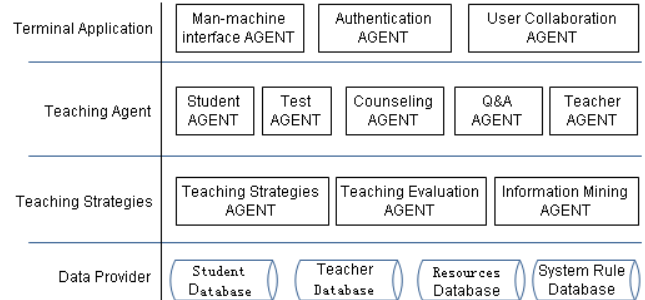 Terminal Application
Man-machine
interface AGENT
Authentication
AGENT
User Collaboration
AGENT
Teaching Agent
Student
AGENT
Test
AGENT
Counseling
AGENT
Q&A
AGENT
Teacher
AGENT
Teaching Strategies
Teaching Strategies
AGENT
Teaching Evaluation
AGENT
Information Mining
AGENT
Data Provider
Student
Database
Teacher
Database
Resources
Database
System Rule
Database